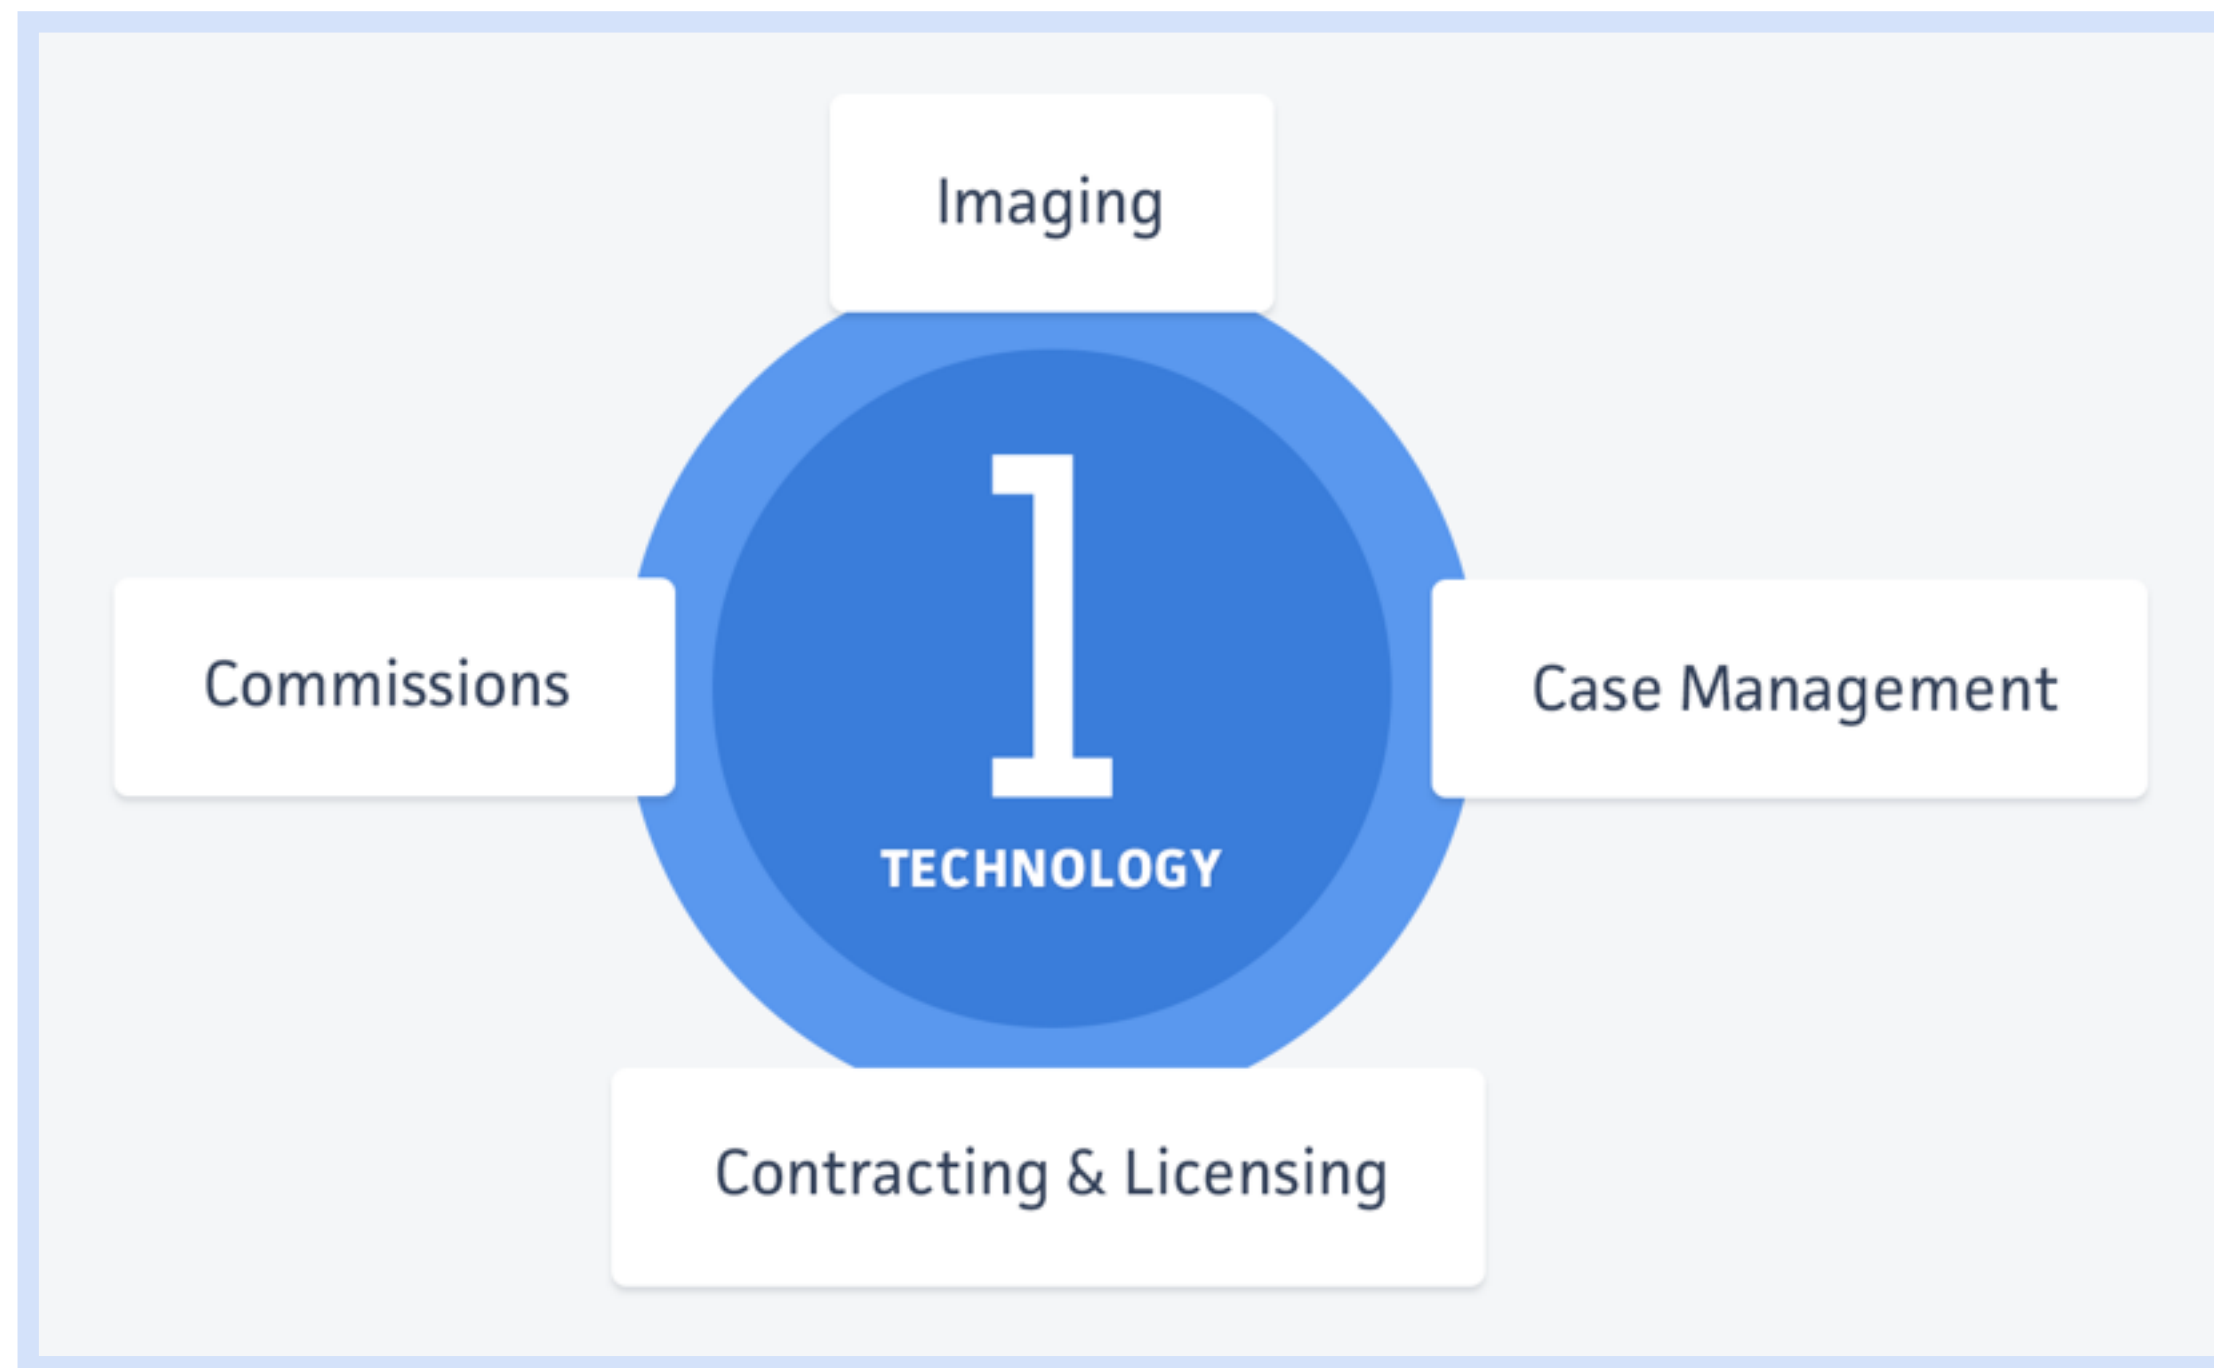 Imaging
1
Commissions
Case Management
TECHNOLOGY
Contracting & Licensing